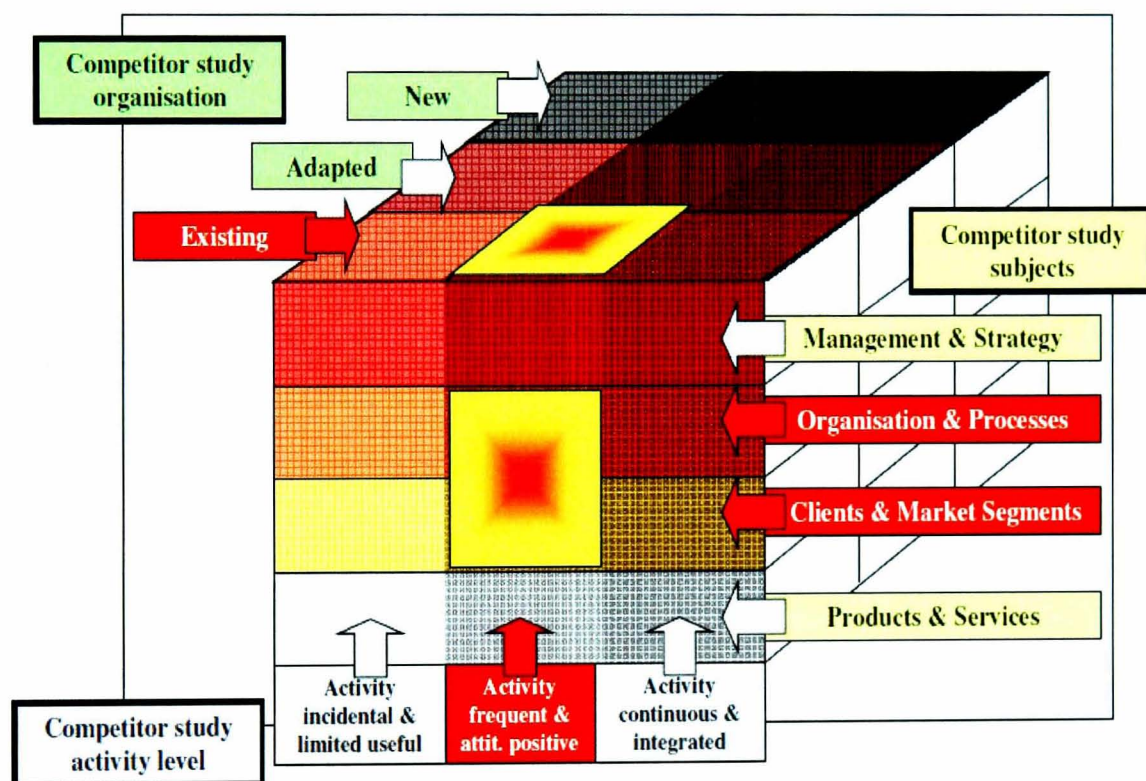 Competitor study
organisation
New
Adapted
Existing
Competitor study
subjects
Management & Strategy
Organisation & Processes
Clients & Market Segments
Products & Services
Activity
incidental &
limited useful
Activity
frequent &
attit. positive
Activity
continuous &
integrated
Competitor study
activity level